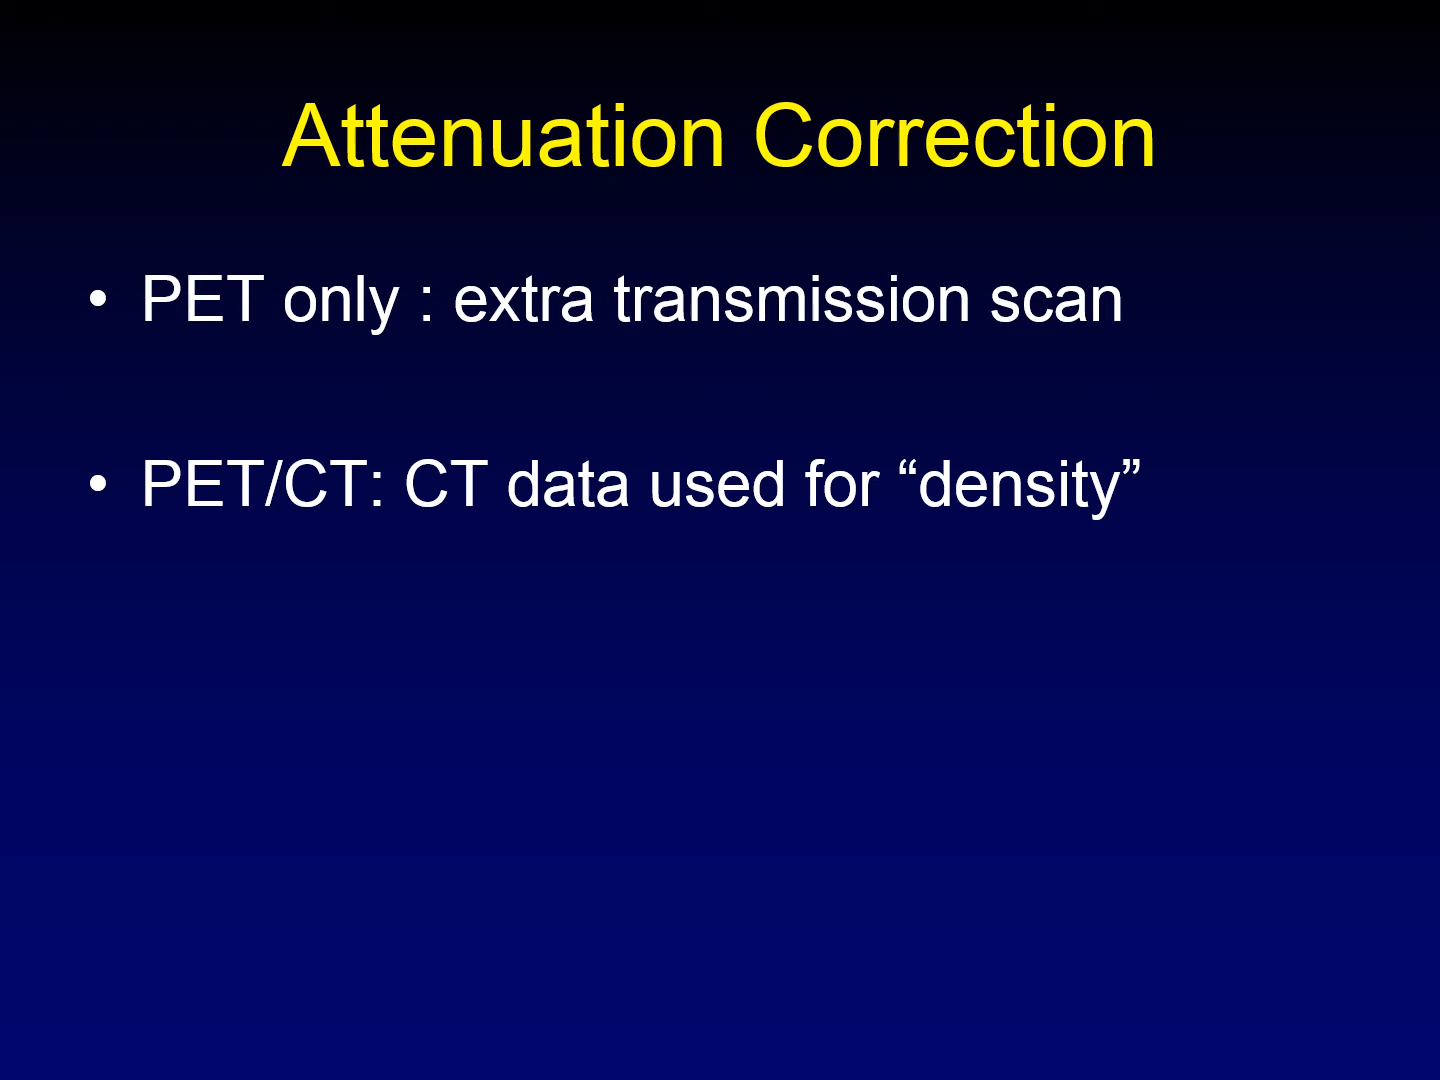 Attenuation Correction
• PET only : extra transmission scan
• PET/CT: CT data used for “density”